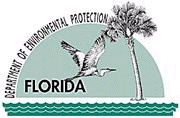 DEPARTMENT OF ENVIRONMENTAL PROTECTION
FLORIDA